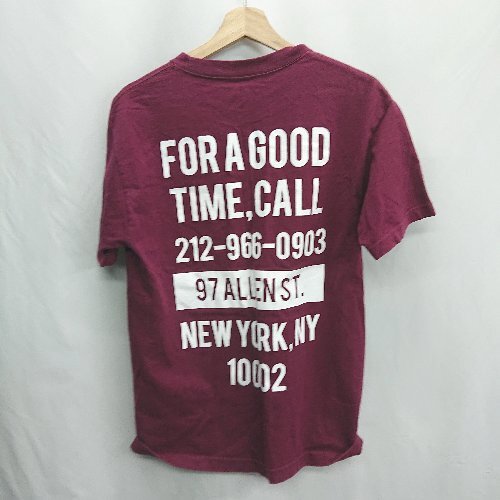 FOR A GOOD
TIME, CALL
212-966-0903
97 ALLEN ST.
NEW YORK, NY
10002